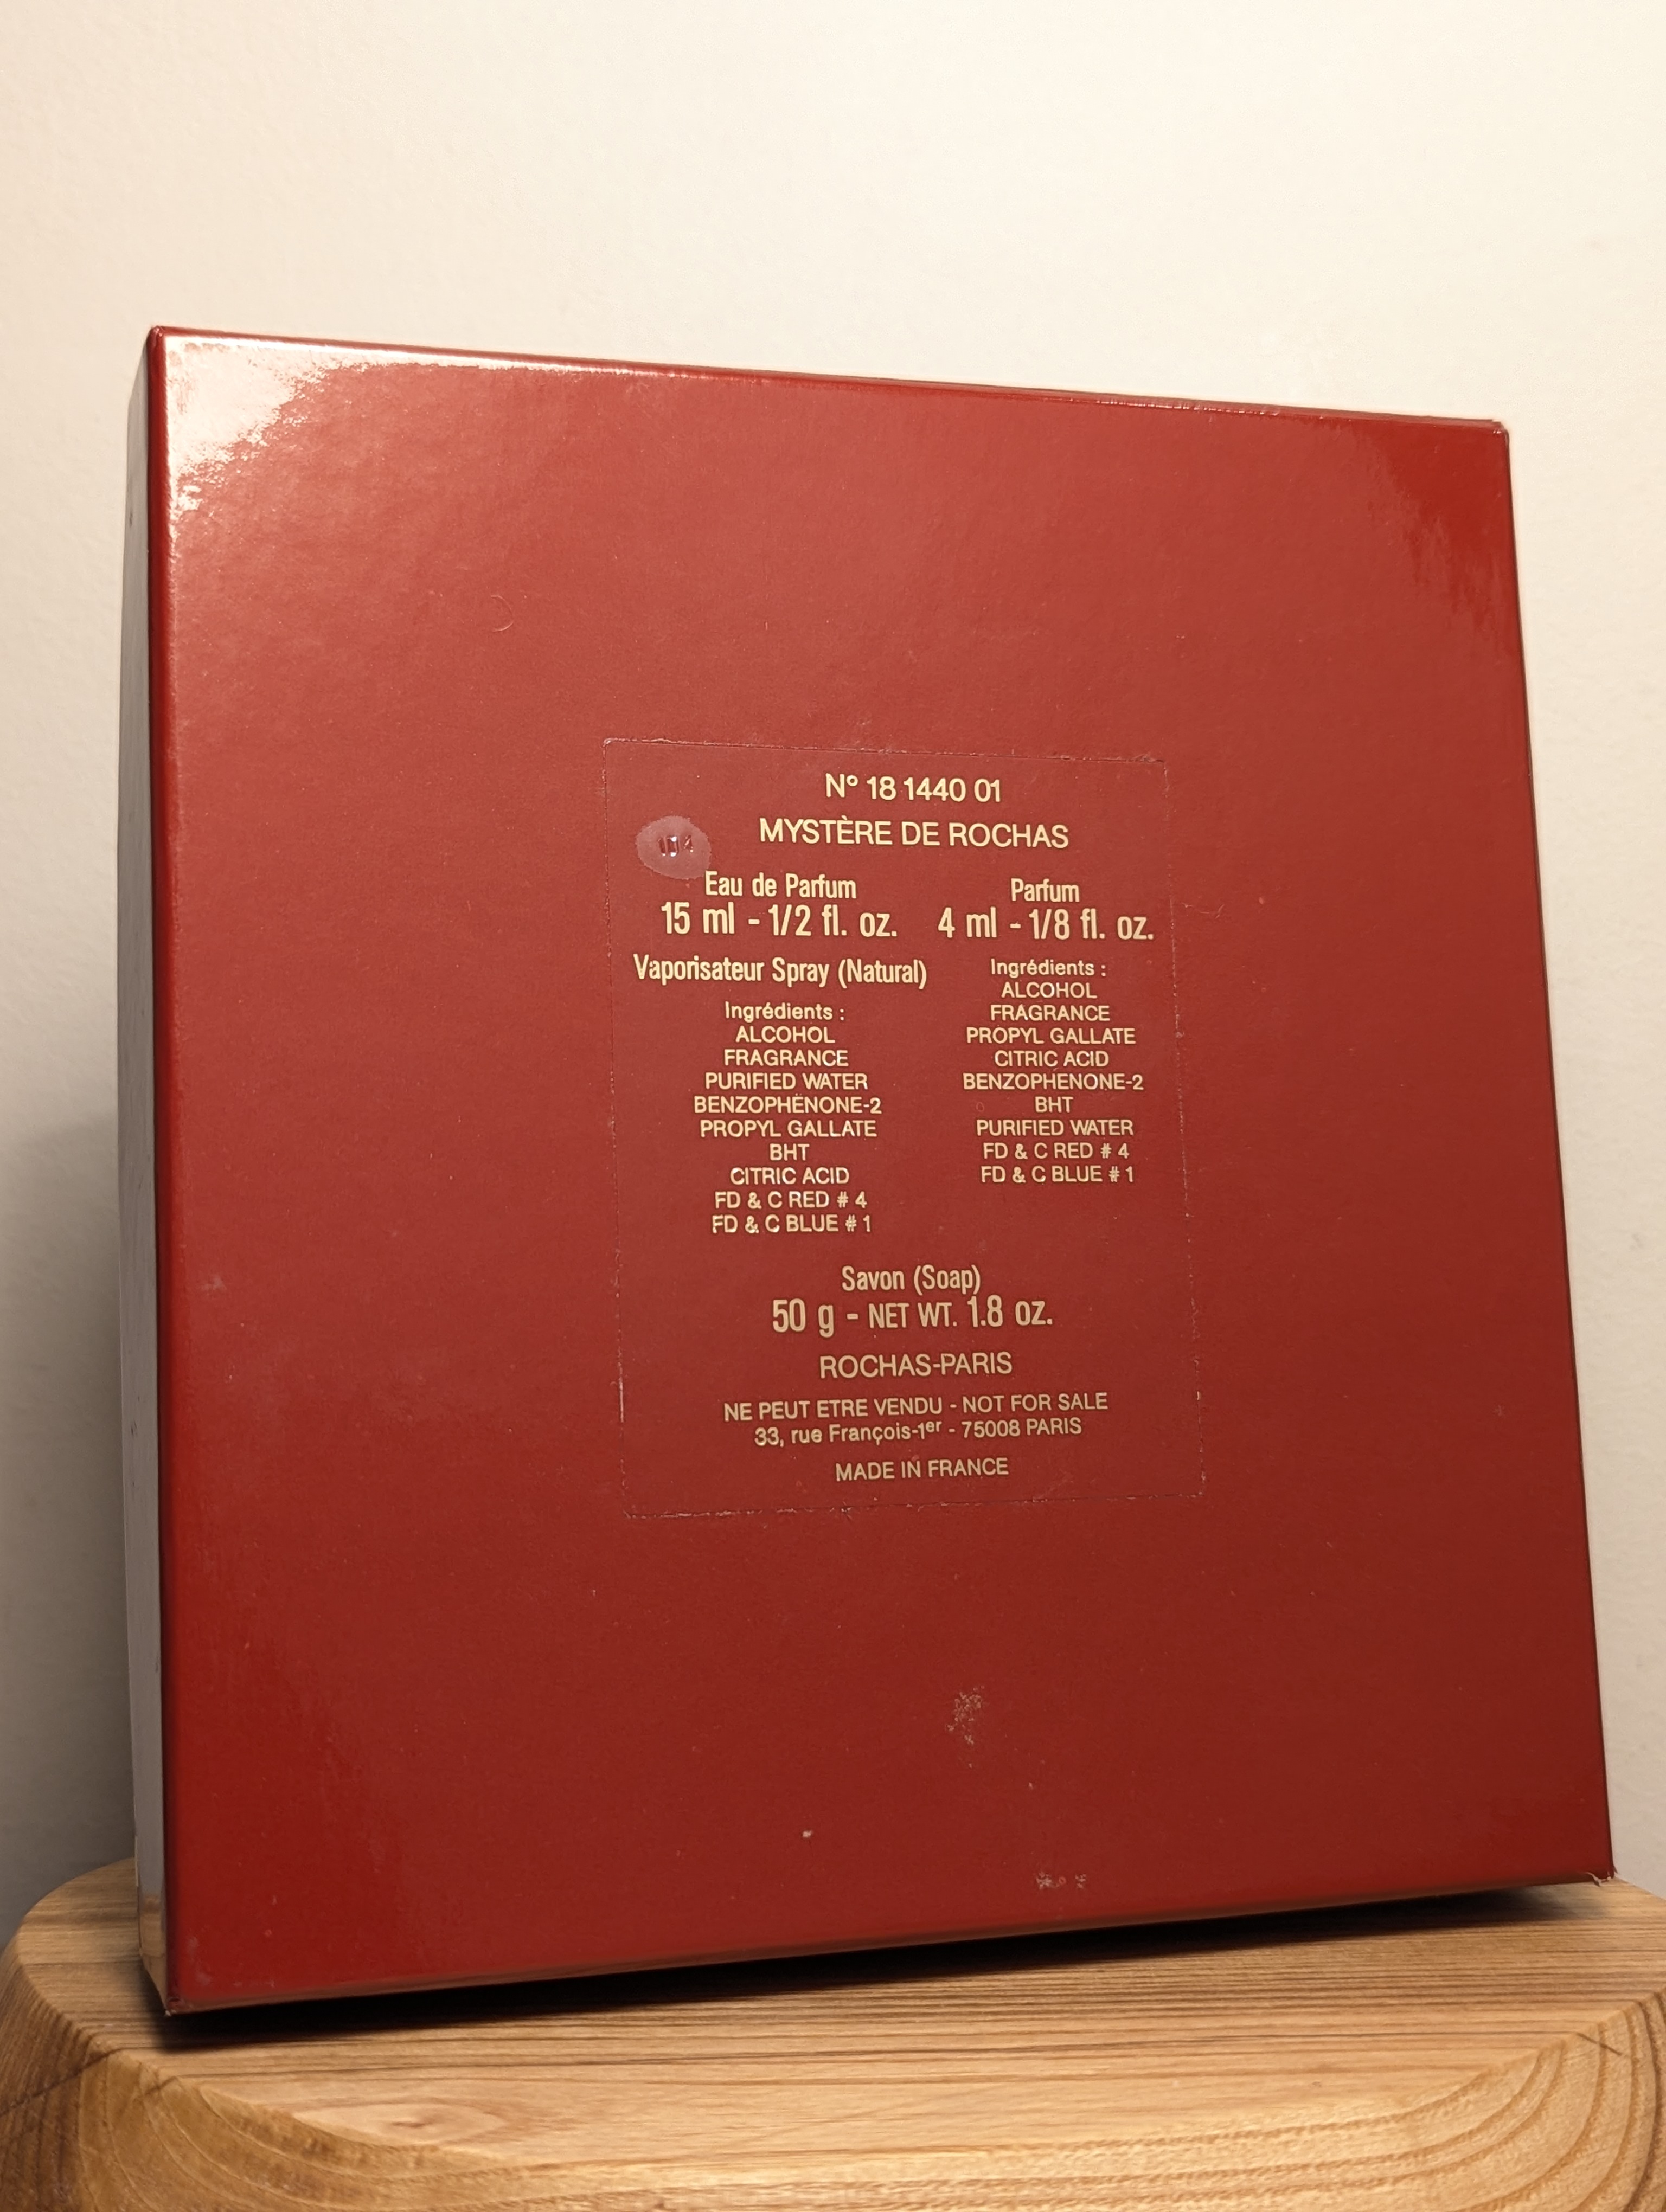 N° 18 1440 01
MYSTÈRE DE ROCHAS
Eau de Parfum
15 ml - 1/2 fl. oz.
Vaporisateur Spray (Natural)
Ingrédients :
ALCOHOL
FRAGRANCE
PURIFIED WATER
BENZOPHÉNONE-2
PROPYL GALLATE
BHT
CITRIC ACID
FD & C RED # 4
FD & C BLUE # 1
Parfum
4 ml - 1/8 fl. oz.
Ingrédients :
ALCOHOL
FRAGRANCE
PROPYL GALLATE
CITRIC ACID
BENZOPHENONE-2
BHT
PURIFIED WATER
FD & C RED # 4
FD & C BLUE # 1
Savon (Soap)
50 g - NET WT. 1.8 oz.
ROCHAS-PARIS
NE PEUT ETRE VENDU - NOT FOR SALE
33, rue François-1er - 75008 PARIS
MADE IN FRANCE